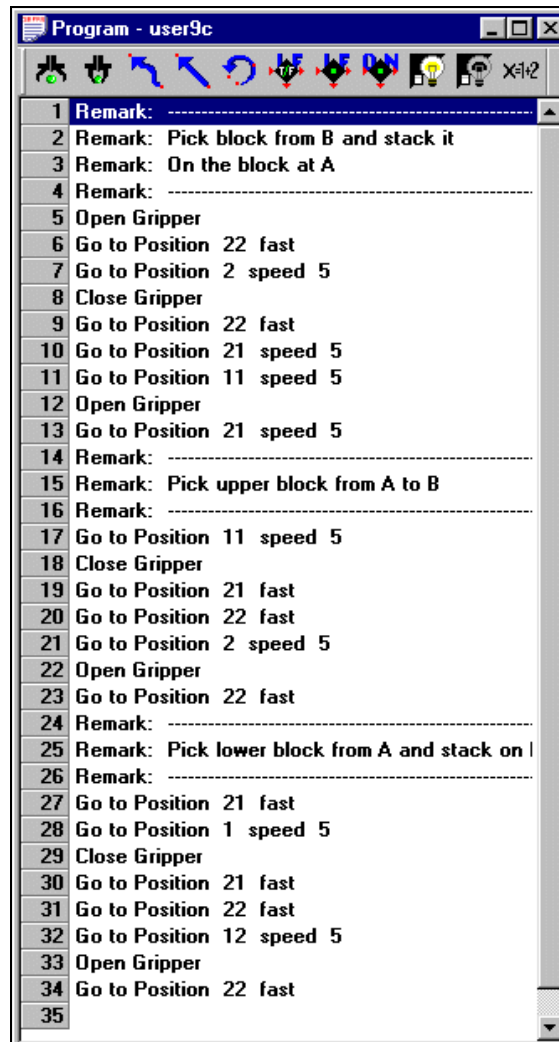 Program - user9c
T/F IF IF ON X=1+2
1 Remark: ------------------------------------------------
2 Remark: Pick block from B and stack it
3 Remark: On the block at A
4 Remark: ------------------------------------------------
5 Open Gripper
6 Go to Position 22 fast
7 Go to Position 2 speed 5
8 Close Gripper
9 Go to Position 22 fast
10 Go to Position 21 speed 5
11 Go to Position 11 speed 5
12 Open Gripper
13 Go to Position 21 speed 5
14 Remark: ------------------------------------------------
15 Remark: Pick upper block from A to B
16 Remark: ------------------------------------------------
17 Go to Position 11 speed 5
18 Close Gripper
19 Go to Position 21 fast
20 Go to Position 22 fast
21 Go to Position 2 speed 5
22 Open Gripper
23 Go to Position 22 fast
24 Remark: ------------------------------------------------
25 Remark: Pick lower block from A and stack on
26 Remark: ------------------------------------------------
27 Go to Position 21 fast
28 Go to Position 1 speed 5
29 Close Gripper
30 Go to Position 21 fast
31 Go to Position 22 fast
32 Go to Position 12 speed 5
33 Open Gripper
34 Go to Position 22 fast
35